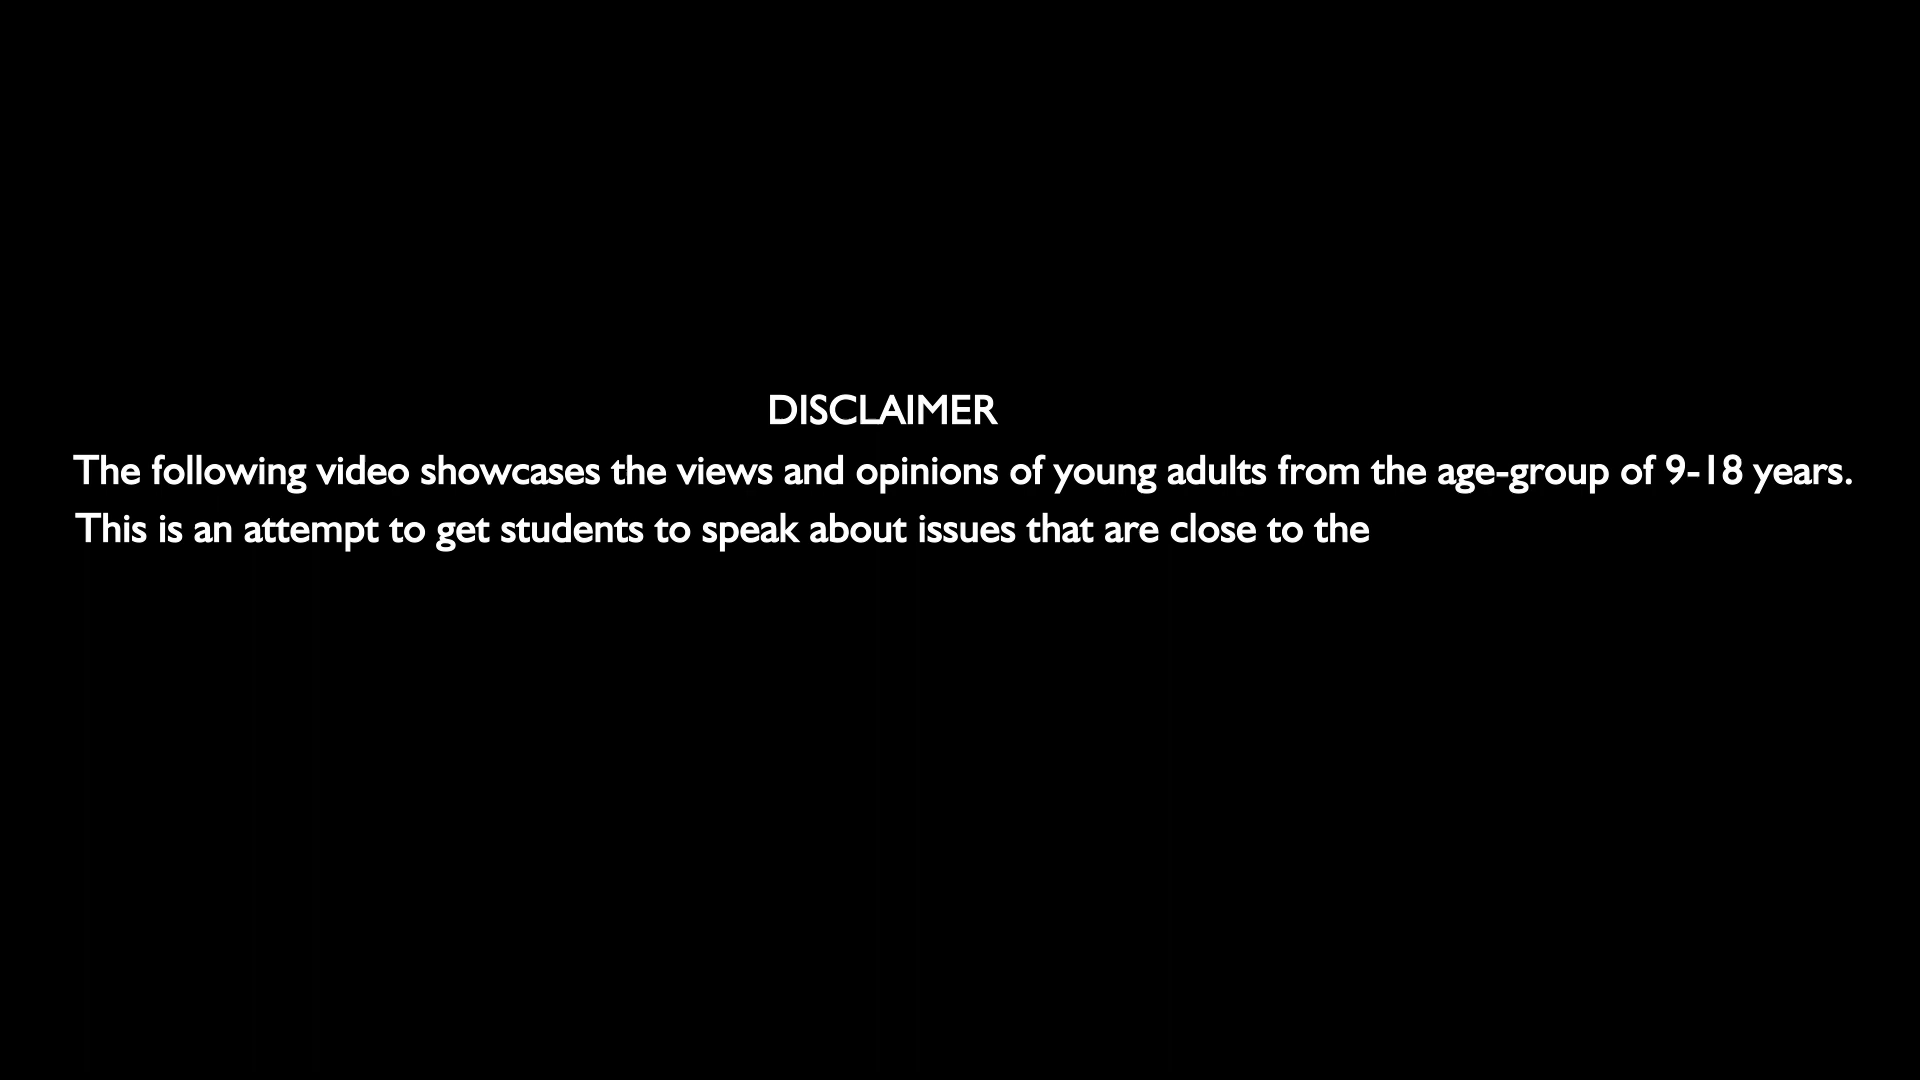 DISCLAIMER
The following video showcases the views and opinions of young adults from the age-group of 9-18 years.
This is an attempt to get students to speak about issues that are close to the